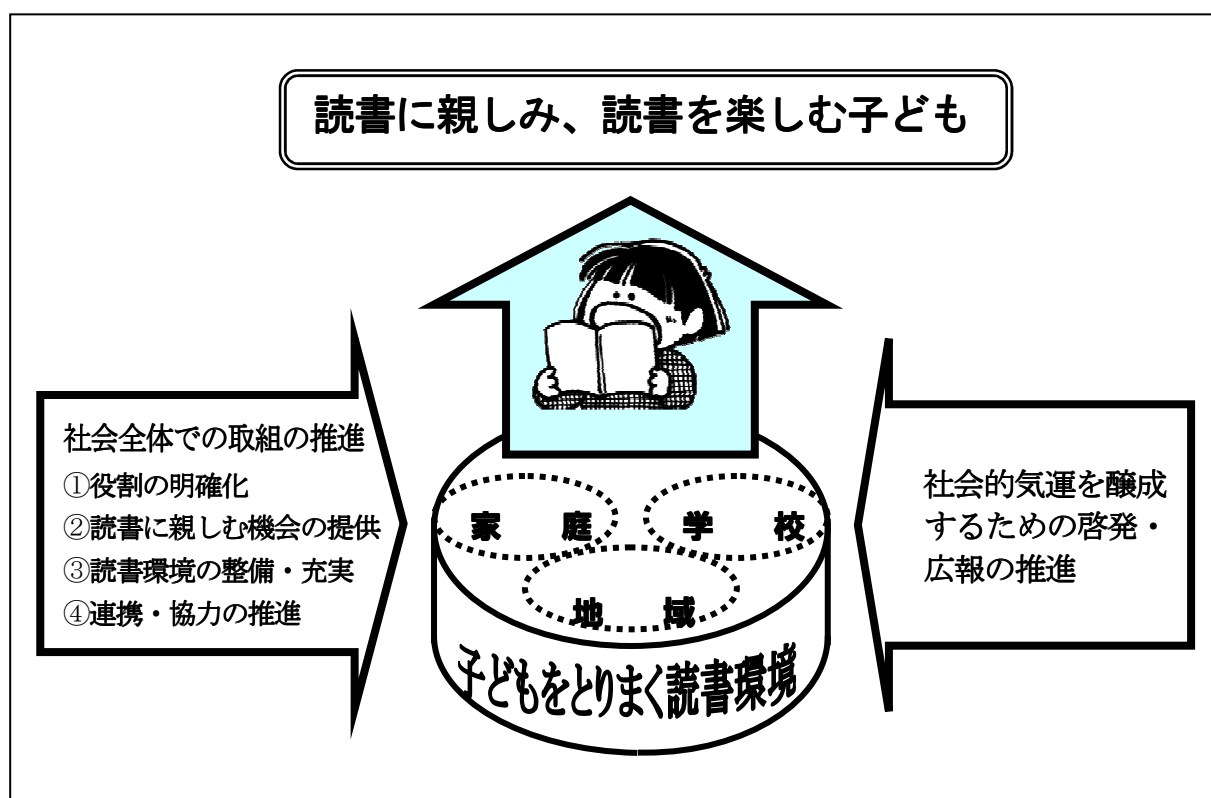 読書に親しみ、読書を楽しむ子ども
社会全体での取組の推進
①役割の明確化
②読書に親しむ機会の提供
③読書環境の整備・充実
④連携・協力の推進
家　庭
学　校
地　域
子どもをとりまく読書環境
社会的気運を醸成
するための啓発・
広報の推進